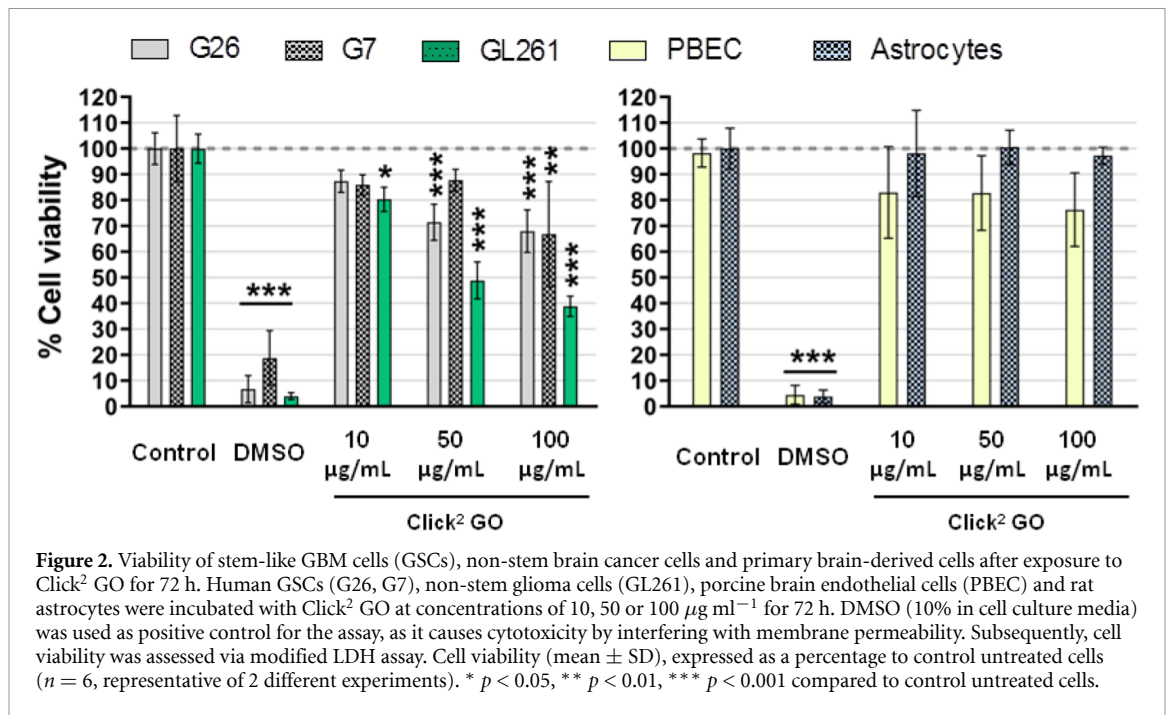 G26 G7 GL261 PBEC Astrocytes
% Cell viability
120
110
100
90
80
70
60
50
40
30
20
10
0
***
*
***
***
***
**
***
Control DMSO 10 µg/mL 50 µg/mL 100 µg/mL
Click² GO
120
110
100
90
80
70
60
50
40
30
20
10
0
***
Control DMSO 10 µg/mL 50 µg/mL 100 µg/mL
Click² GO
Figure 2. Viability of stem-like GBM cells (GSCs), non-stem brain cancer cells and primary brain-derived cells after exposure to
Click² GO for 72 h. Human GSCs (G26, G7), non-stem glioma cells (GL261), porcine brain endothelial cells (PBEC) and rat
astrocytes were incubated with Click² GO at concentrations of 10, 50 or 100 µg ml⁻¹ for 72 h. DMSO (10% in cell culture media)
was used as positive control for the assay, as it causes cytotoxicity by interfering with membrane permeability. Subsequently, cell
viability was assessed via modified LDH assay. Cell viability (mean ± SD), expressed as a percentage to control untreated cells
(n = 6, representative of 2 different experiments). * p < 0.05, ** p < 0.01, *** p < 0.001 compared to control untreated cells.